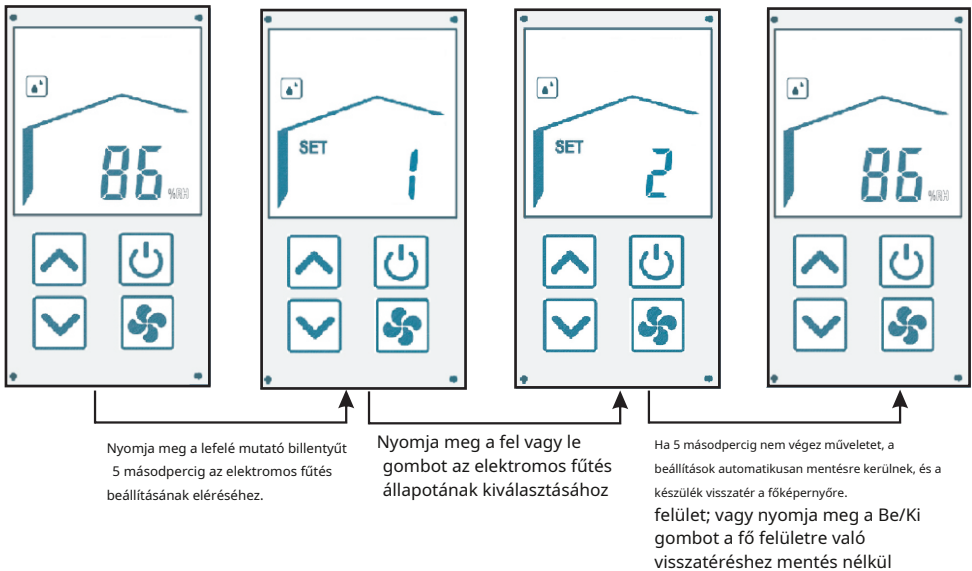 86 %(RH)
SET 1
SET 2
86 %(RH)
Nyomja meg a lefelé mutató billentyűt
5 másodpercig az elektromos fűtés
beállításának eléréséhez.
Nyomja meg a fel vagy le
gombot az elektromos fűtés
állapotának kiválasztásához
Ha 5 másodpercig nem végez műveletet, a
beállítások automatikusan mentésre kerülnek, és a
készülék visszatér a főképernyőre.
felület; vagy nyomja meg a Be/Ki
gombot a fő felületre való
visszatéréshez mentés nélkül